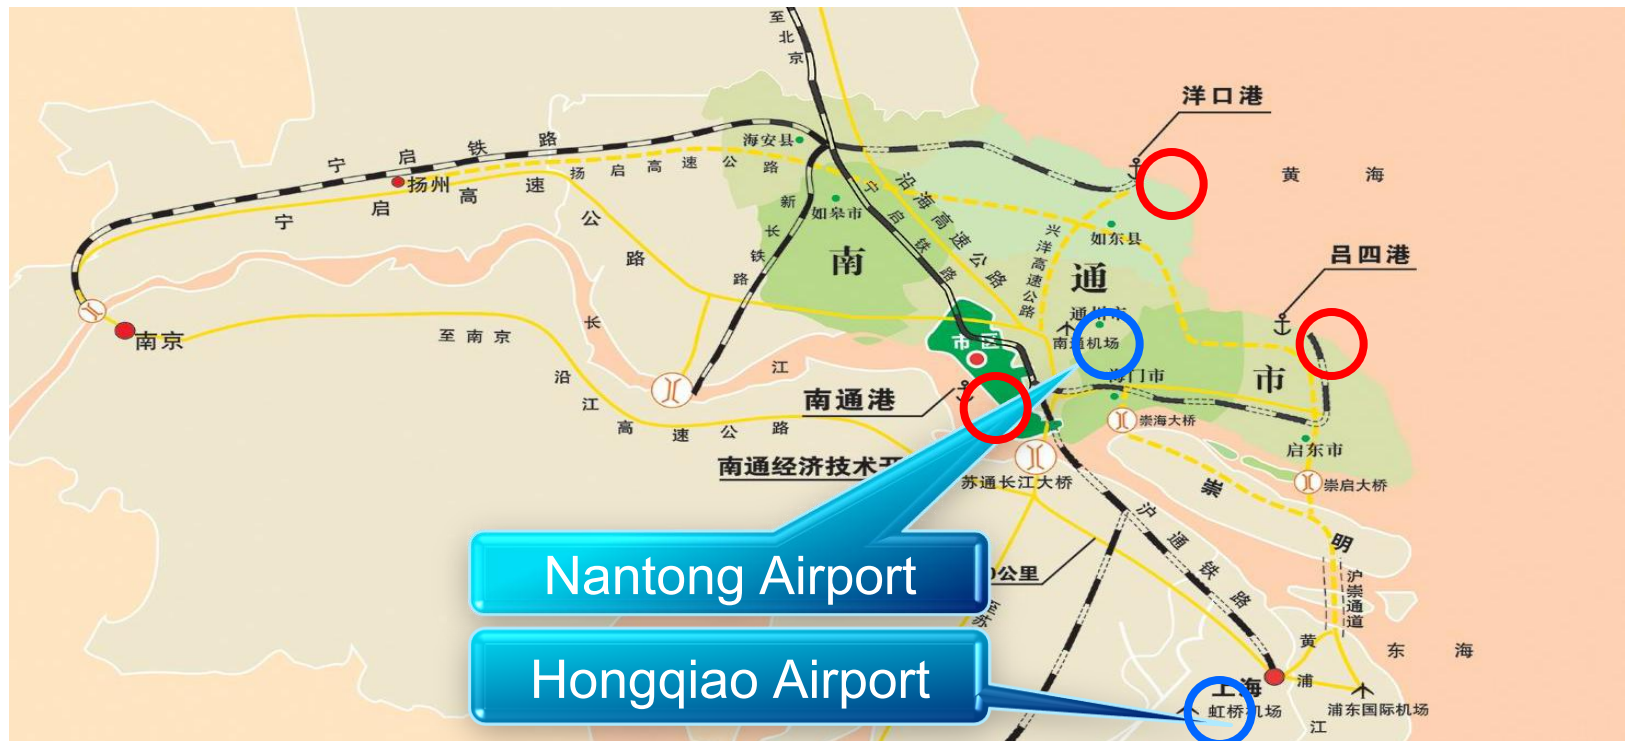 至北京
洋口港
宁启铁路
海安县
扬州
扬启高速公路
宁启高速公路
黄海
新长铁路
如皋市
宁启铁路
沿海高速公路
兴洋高速公路
如东县
吕四港
南通市
通州市
南京
至南京
长江
市区
南通机场
沿江高速公路
海门市
南通港
崇海大桥
启东市
南通经济技术开
苏通长江大桥
崇启大桥
崇明
沪通铁路
Nantong Airport
0公里
沪崇通道
苏
Hongqiao Airport
黄浦江
东海
上海
虹桥机场
浦东国际机场